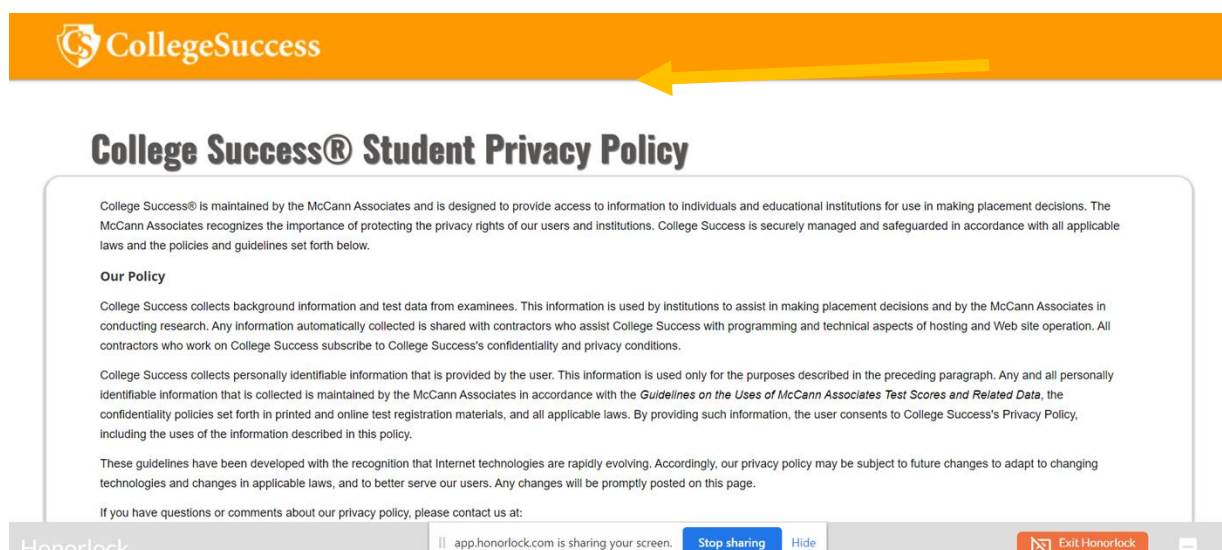 CS CollegeSuccess
College Success® Student Privacy Policy
College Success® is maintained by the McCann Associates and is designed to provide access to information to individuals and educational institutions for use in making placement decisions. The
McCann Associates recognizes the importance of protecting the privacy rights of our users and institutions. College Success is securely managed and safeguarded in accordance with all applicable
laws and the policies and guidelines set forth below.
Our Policy
College Success collects background information and test data from examinees. This information is used by institutions to assist in making placement decisions and by the McCann Associates in
conducting research. Any information automatically collected is shared with contractors who assist College Success with programming and technical aspects of hosting and Web site operation. All
contractors who work on College Success subscribe to College Success's confidentiality and privacy conditions.
College Success collects personally identifiable information that is provided by the user. This information is used only for the purposes described in the preceding paragraph. Any and all personally
identifiable information that is collected is maintained by the McCann Associates in accordance with the Guidelines on the Uses of McCann Associates Test Scores and Related Data, the
confidentiality policies set forth in printed and online test registration materials, and all applicable laws. By providing such information, the user consents to College Success's Privacy Policy,
including the uses of the information described in this policy.
These guidelines have been developed with the recognition that Internet technologies are rapidly evolving. Accordingly, our privacy policy may be subject to future changes to adapt to changing
technologies and changes in applicable laws, and to better serve our users. Any changes will be promptly posted on this page.
If you have questions or comments about our privacy policy, please contact us at:
Honorlock
app.honorlock.com is sharing your screen. Stop sharing Hide
Exit Honorlock